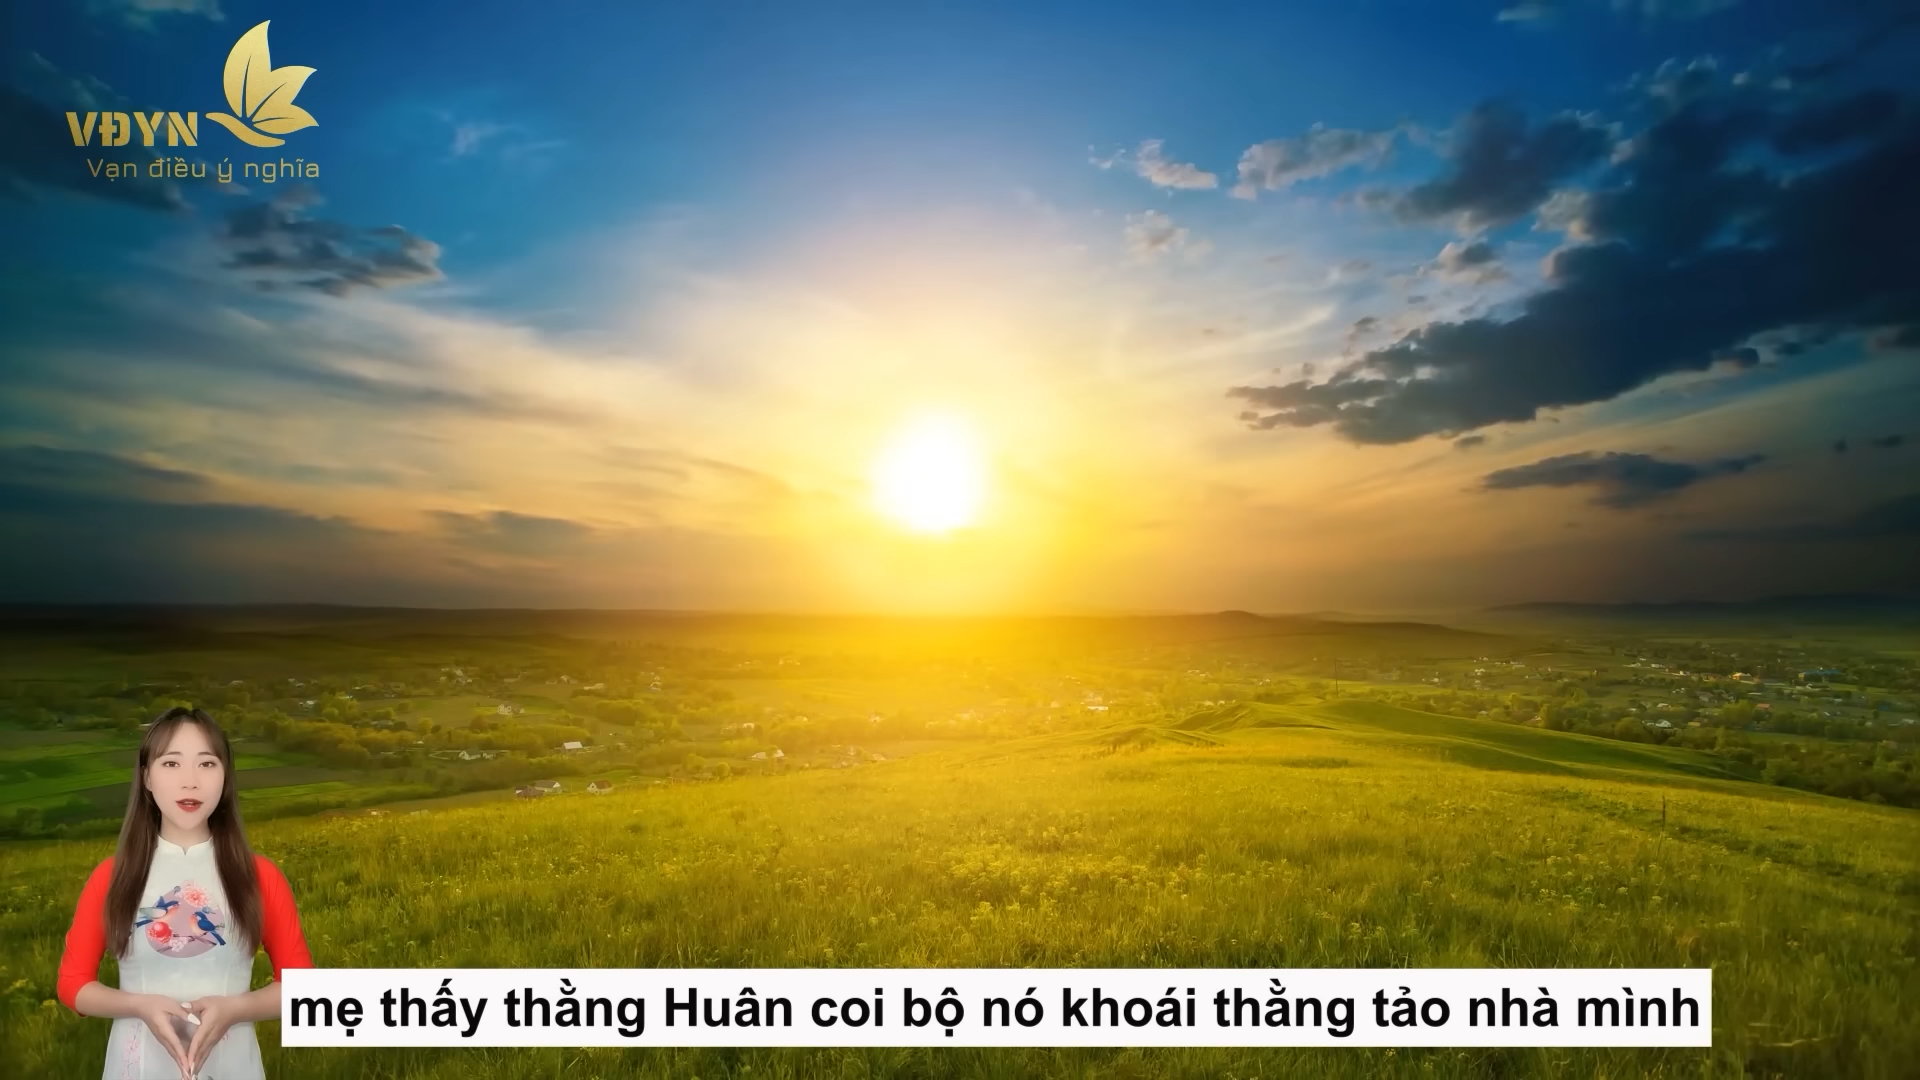 VĐYN
Vạn điều ý nghĩa
mẹ thấy thằng Huân coi bộ nó khoái thằng tảo nhà mình